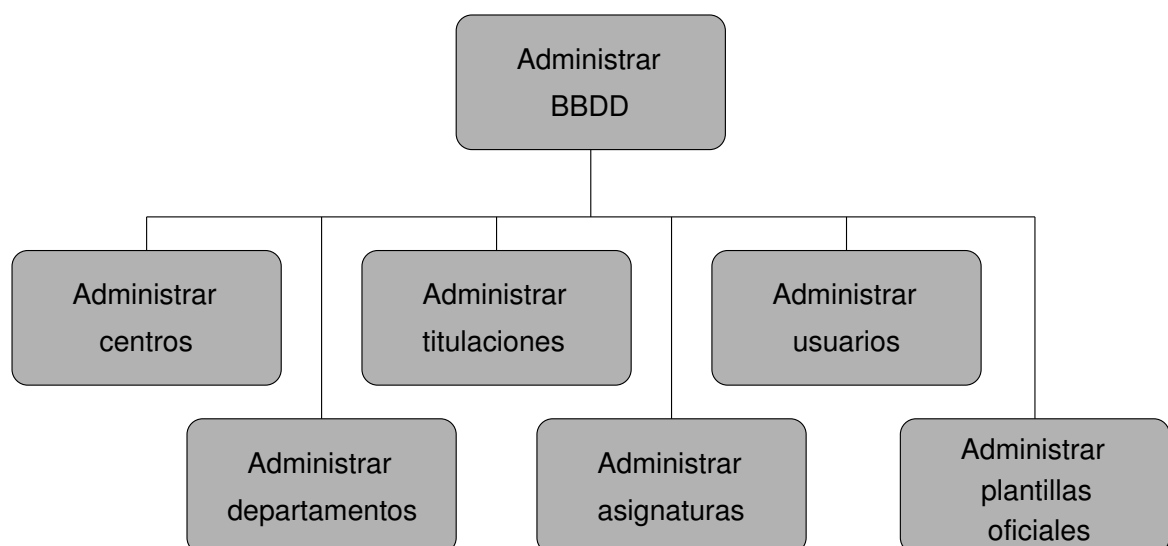 Administrar
BBDD
Administrar
centros
Administrar
titulaciones
Administrar
usuarios
Administrar
departamentos
Administrar
asignaturas
Administrar
plantillas
oficiales